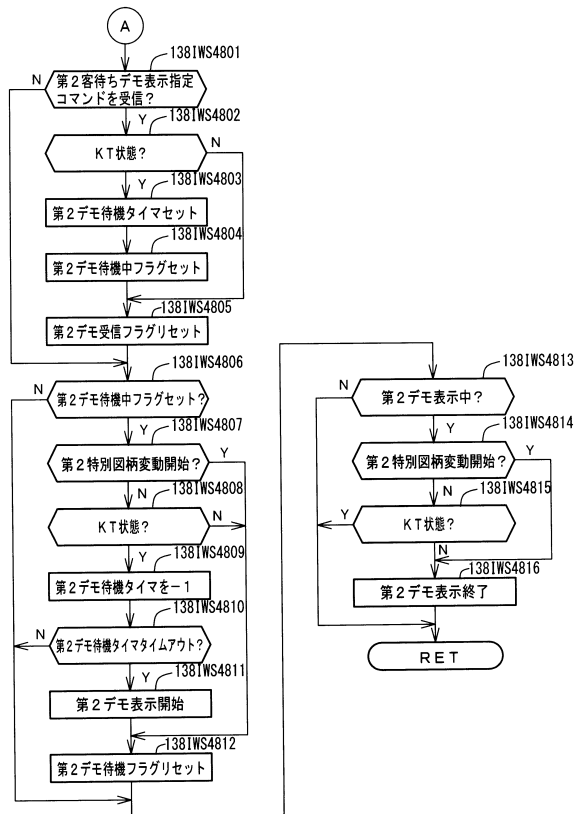 A
138IWS4801
N
第2客待ちデモ表示指定
コマンドを受信？
Y
138IWS4802
KT状態？
N
Y
138IWS4803
第2デモ待機タイマセット
138IWS4804
第2デモ待機中フラグセット
138IWS4805
第2デモ受信フラグリセット
138IWS4806
N
第2デモ待機中フラグセット？
Y
138IWS4807
第2特別図柄変動開始？
Y
N
138IWS4808
KT状態？
N
Y
138IWS4809
第2デモ待機タイマを－1
138IWS4810
N
第2デモ待機タイマタイムアウト？
Y
138IWS4811
第2デモ表示開始
138IWS4812
第2デモ待機フラグリセット
138IWS4813
N
第2デモ表示中？
Y
138IWS4814
第2特別図柄変動開始？
Y
N
138IWS4815
Y
KT状態？
N
138IWS4816
第2デモ表示終了
RET